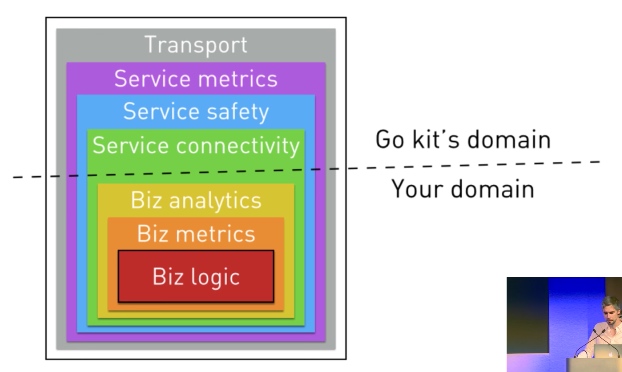 Transport
Service metrics
Service safety
Service connectivity
Go kit's domain
Your domain
Biz analytics
Biz metrics
Biz logic